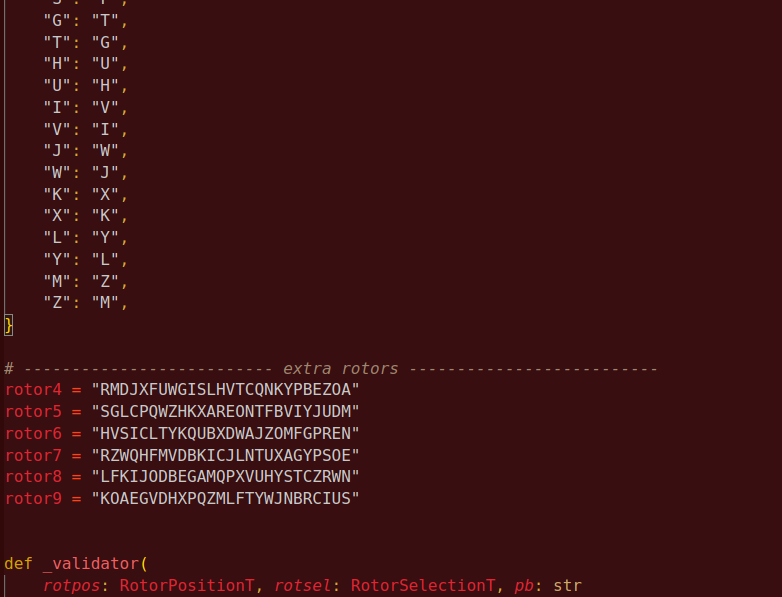 "G": "T",
"T": "G",
"H": "U",
"U": "H",
"I": "V",
"V": "I",
"J": "W",
"W": "J",
"K": "X",
"X": "K",
"L": "Y",
"Y": "L",
"M": "Z",
"Z": "M",
}
# -------------------------- extra rotors --------------------------
rotor4 = "RMDJXFUWGISLHVTCQNKYPBEZOA"
rotor5 = "SGLCPQWZHKXAREONTFBVIYJUDM"
rotor6 = "HVSICLTYKQUBXDWAJZOMFGPREN"
rotor7 = "RZWQHFMVDBKICJLNTUXAGYPSOE"
rotor8 = "LFKIJODBEGAMQPXVUHYSTCZRWN"
rotor9 = "KOAEGVDHXPQZMLFTYWJNBRCIUS"
def _validator(
rotpos: RotorPositionT, rotsel: RotorSelectionT, pb: str